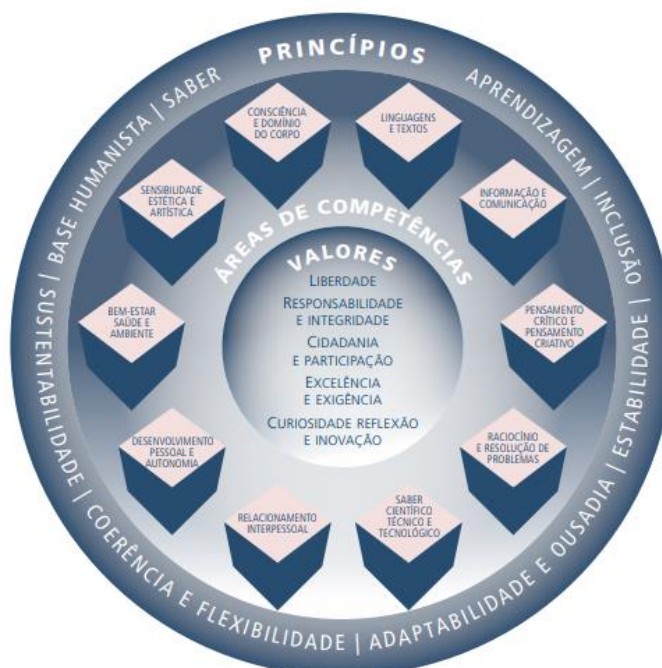 PRINCÍPIOS
BASE HUMANISTA | SABER
APRENDIZAGEM | INCLUSÃO
ESTABILIDADE |
ADAPTABILIDADE E OUSADIA |
COERÊNCIA E FLEXIBILIDADE |
SUSTENTABILIDADE |
CONSCIÊNCIA
E DOMÍNIO
DO CORPO
LINGUAGENS
E TEXTOS
SENSIBILIDADE
ESTÉTICA E
ARTÍSTICA
INFORMAÇÃO E
COMUNICAÇÃO
ÁREAS DE COMPETÊNCIAS
BEM-ESTAR
SAÚDE E
AMBIENTE
PENSAMENTO
CRÍTICO E
PENSAMENTO
CRIATIVO
VALORES
LIBERDADE
RESPONSABILIDADE
E INTEGRIDADE
CIDADANIA
E PARTICIPAÇÃO
EXCELÊNCIA
E EXIGÊNCIA
CURIOSIDADE REFLEXÃO
E INOVAÇÃO
DESENVOLVIMENTO
PESSOAL E
AUTONOMIA
RACIOCÍNIO
E RESOLUÇÃO DE
PROBLEMAS
RELACIONAMENTO
INTERPESSOAL
SABER
CIENTÍFICO
TÉCNICO E
TECNOLÓGICO